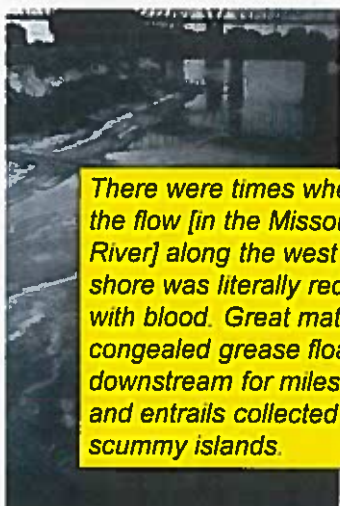 There were times whe
the flow [in the Missou
River] along the west
shore was literally
with blood. Great mat
congealed grease floa
downstream for miles
and entrails collected
scummy islands.